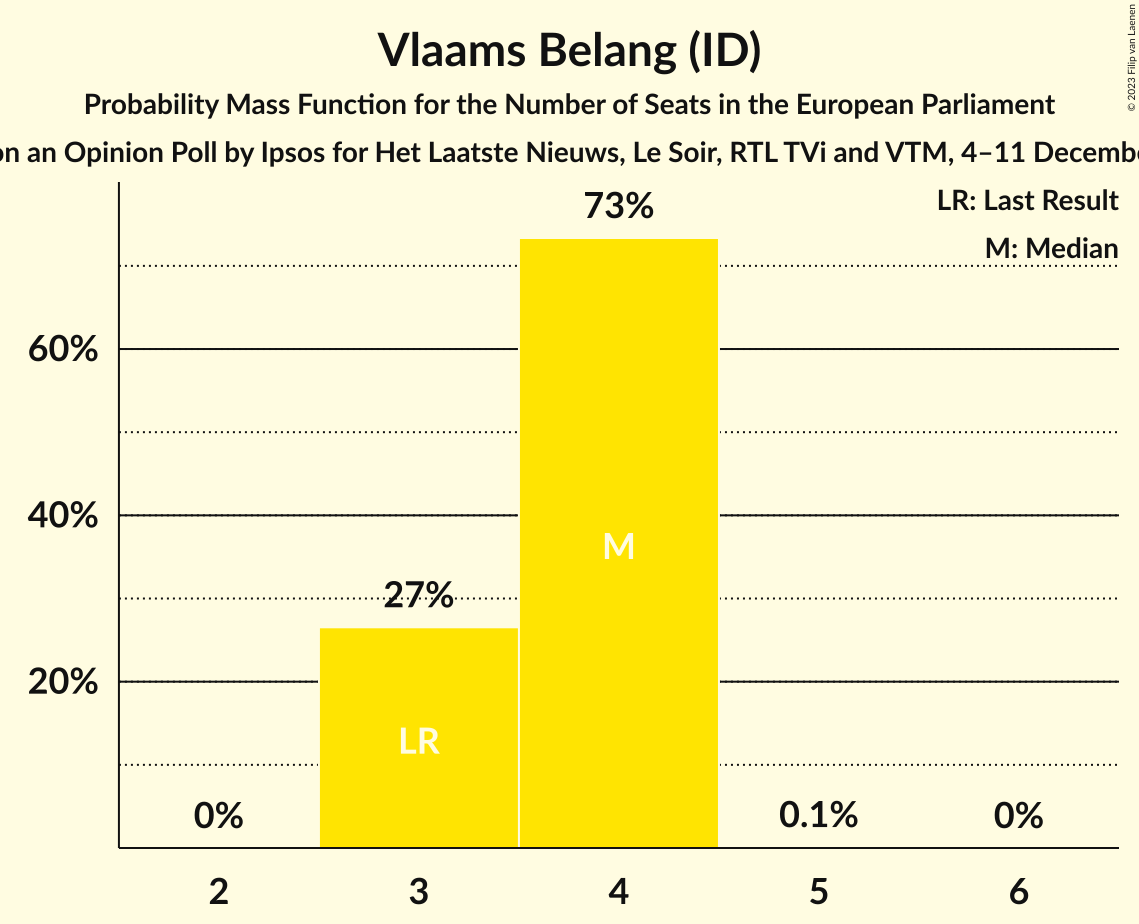 Vlaams Belang (ID)
Probability Mass Function for the Number of Seats in the European Parliament
on an Opinion Poll by Ipsos for Het Laatste Nieuws, Le Soir, RTL TVi and VTM, 4–11
© 2023 Filip van Laenen
LR: Last Result
M: Median
73%
60%
M
40%
27%
20%
LR
0%
0.1%
0%
2
3
4
5
6